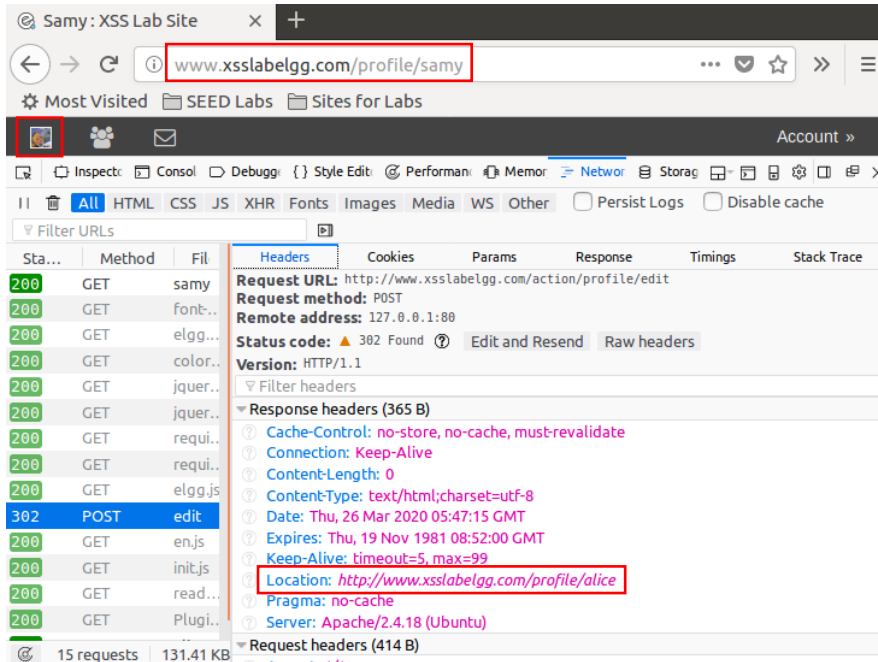 Samy : XSS Lab Site
www.xsslabelgg.com/profile/samy
Most Visited SEED Labs Sites for Labs
Account »
Inspectc Consol Debugge {} Style Edit Performan Memor Networ Storag
All HTML CSS JS XHR Fonts Images Media WS Other Persist Logs Disable cache
Filter URLs
Sta... Method Fil Headers Cookies Params Response Timings Stack Trace
200 GET samy
200 GET font-..
200 GET elgg...
200 GET color..
200 GET jquer..
200 GET jquer..
200 GET requi..
200 GET requi..
200 GET elgg.js
302 POST edit
200 GET en.js
200 GET init.js
200 GET read...
200 GET Plugi..
15 requests 131.41 KB
Request URL: http://www.xsslabelgg.com/action/profile/edit
Request method: POST
Remote address: 127.0.0.1:80
Status code: 302 Found Edit and Resend Raw headers
Version: HTTP/1.1
Filter headers
Response headers (365 B)
Cache-Control: no-store, no-cache, must-revalidate
Connection: Keep-Alive
Content-Length: 0
Content-Type: text/html;charset=utf-8
Date: Thu, 26 Mar 2020 05:47:15 GMT
Expires: Thu, 19 Nov 1981 08:52:00 GMT
Keep-Alive: timeout=5, max=99
Location: http://www.xsslabelgg.com/profile/alice
Pragma: no-cache
Server: Apache/2.4.18 (Ubuntu)
Request headers (414 B)